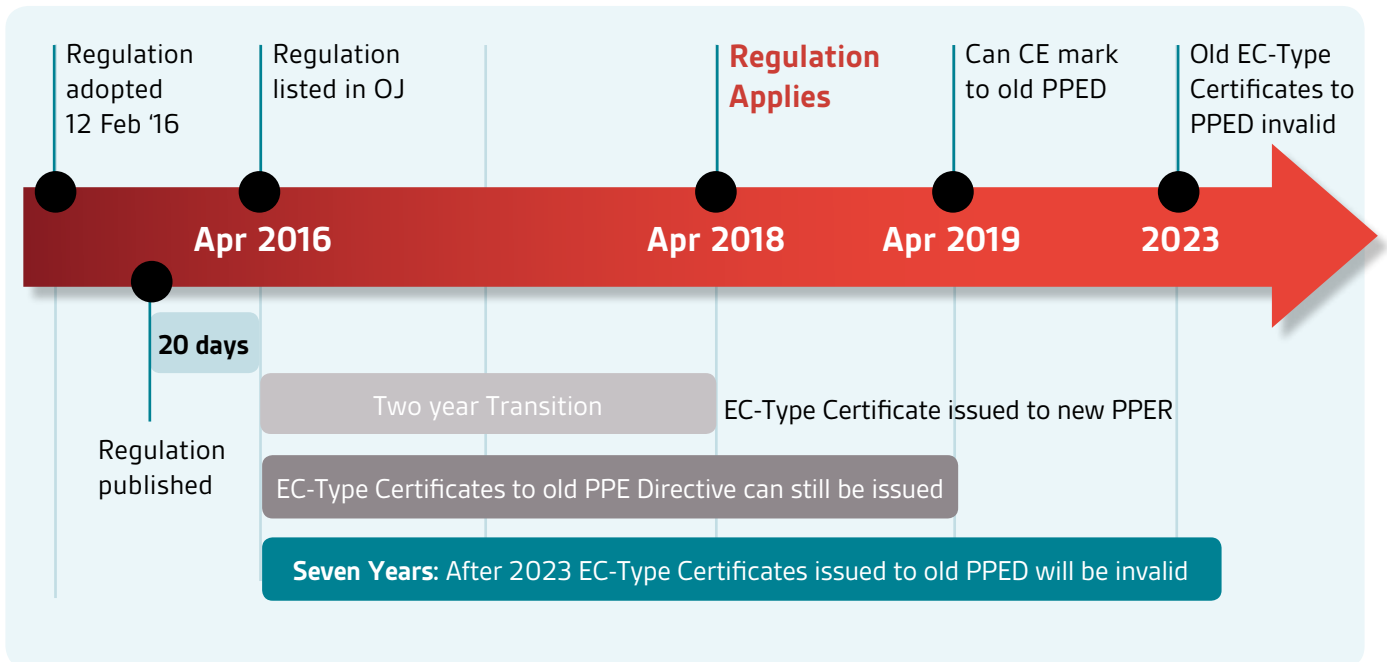 Regulation
adopted
12 Feb ‘16
Regulation
listed in OJ
Regulation
Applies
Can CE mark
to old PPED
Old EC-Type
Certificates to
PPED invalid
Apr 2016
Apr 2018
Apr 2019
2023
20 days
Regulation
published
Two year Transition
EC-Type Certificate issued to new PPER
EC-Type Certificates to old PPE Directive can still be issued
Seven Years: After 2023 EC-Type Certificates issued to old PPED will be invalid